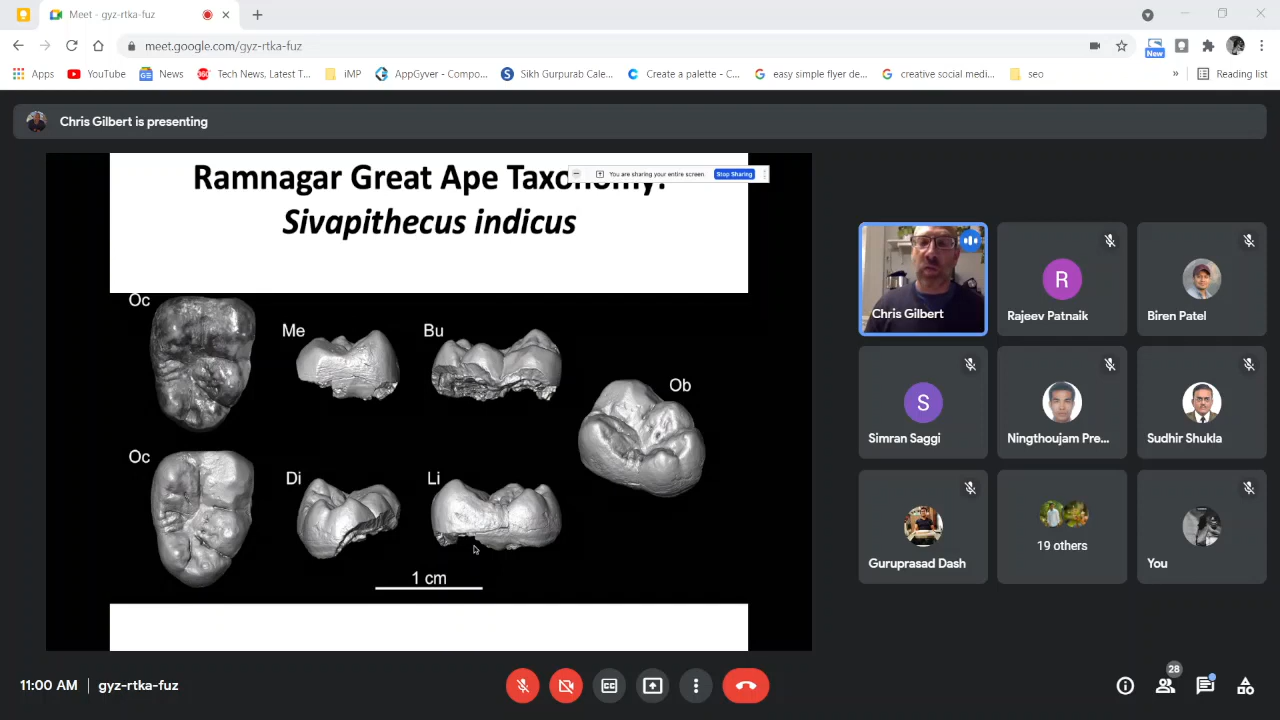 Meet - gyz-rtka-fuz
meet.google.com/gyz-rtka-fuz
New
Apps
YouTube
News
360
Tech News, Latest T...
iMP
AppGyver - Compo...
S
Sikh Gurpurab Cale...
C
Create a palette - C...
G
easy simple flyer de...
G
creative social medi...
seo
»
Reading list
Chris Gilbert is presenting
Ramnagar Great Ape Taxonomy:
You are sharing your entire screen.
Stop Sharing
Sivapithecus indicus
Oc
Me
Bu
Ob
Oc
Di
Li
1 cm
Chris Gilbert
R
Rajeev Patnaik
Biren Patel
S
Simran Saggi
Ningthoujam Pre...
Sudhir Shukla
Guruprasad Dash
19 others
You
11:00 AM | gyz-rtka-fuz
CC
28